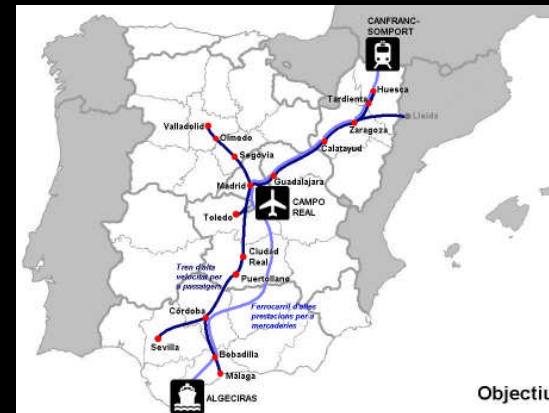 CANFRANC-
SOMPORT
Huesca
Tardienta
Lleida
Zaragoza
Valladolid
Olmedo
Calatayud
Segóvia
Guadalajara
Madrid
CAMPO
REAL
Toledo
Ciudad
Real
Tren d'alta
velocitat per
a passatgers
Puertollano
Ferrocarril d'altes
prestacions per a
mercaderies
Córdoba
Sevilla
Bobadilla
Málaga
ALGECIRAS
Objectiu